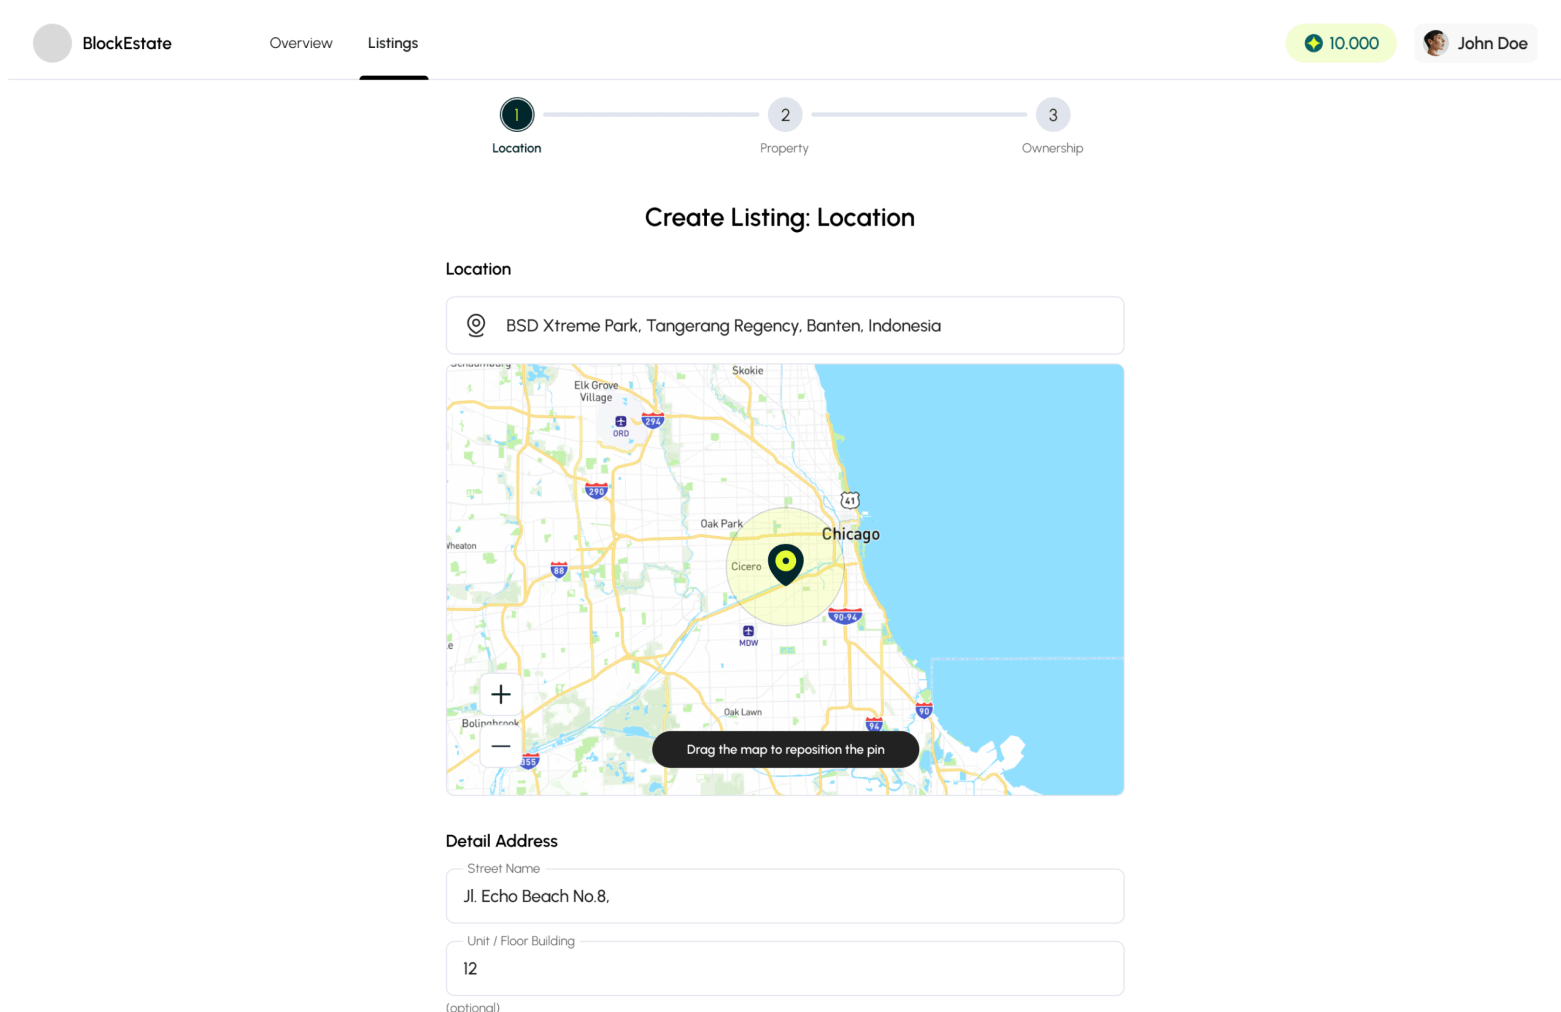 BlockEstate
Overview
Listings
10.000
John Doe
1
2
3
Location
Property
Ownership
Create Listing: Location
Location
BSD Xtreme Park, Tangerang Regency, Banten, Indonesia
Skokie
Elk Grove
Village
294
ORD
290
41
Oak Park
Chicago
Wheaton
Cicero
88
90-94
MDW
Oak Lawn
90
Bolingbrook
94
Drag the map to reposition the pin
355
Detail Address
Street Name
Jl. Echo Beach No.8,
Unit / Floor Building
12
(optional)